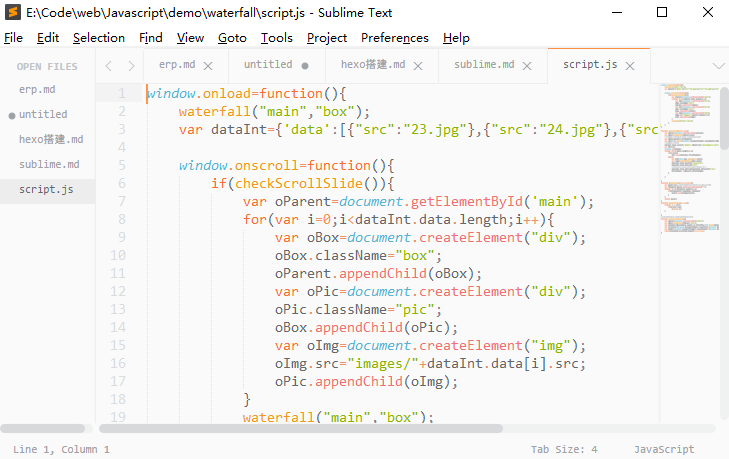 E:\Code\web\Javascript\demo\waterfall\script.js - Sublime Text
File Edit Selection Find View Goto Tools Project Preferences Help
OPEN FILES
erp.md
untitled
hexo搭建.md
sublime.md
script.js
erp.md untitled hexo搭建.md sublime.md script.js
1 window.onload=function(){
2 waterfall("main","box");
3 var dataInt={'data':[{"src":"23.jpg"},{"src":"24.jpg"},{"src
4
5 window.onscroll=function(){
6 if(checkScrollSlide()){
7 var oParent=document.getElementById('main');
8 for(var i=0;i<dataInt.data.length;i++){
9 var oBox=document.createElement("div");
10 oBox.className="box";
11 oParent.appendChild(oBox);
12 var oPic=document.createElement("div");
13 oPic.className="pic";
14 oBox.appendChild(oPic);
15 var oImg=document.createElement("img");
16 oImg.src="images/"+dataInt.data[i].src;
17 oPic.appendChild(oImg);
18 }
19 waterfall("main","box");
Line 1, Column 1 Tab Size: 4 JavaScript